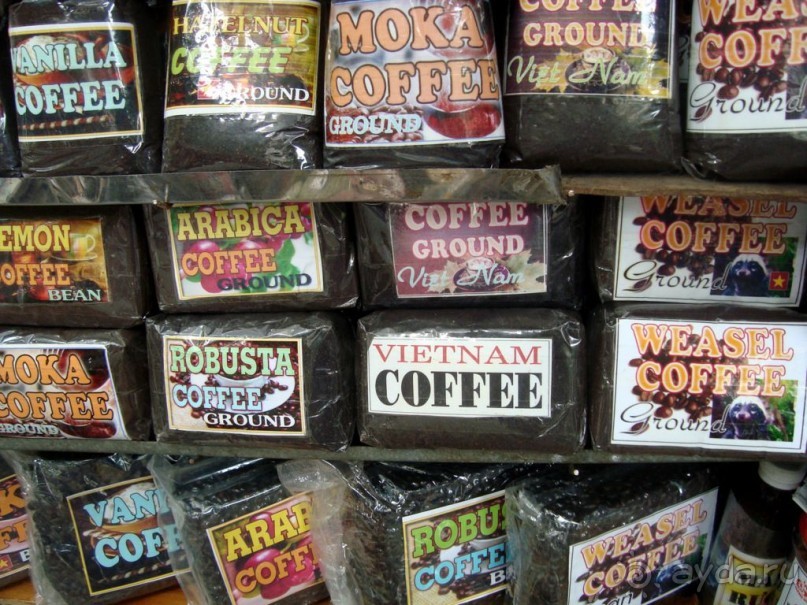 VANILLA
COFFEE
HAZELNUT
COFFEE
GROUND
MOKA
COFFEE
GROUND
COFFEE
GROUND
Viet Nam
WEASEL
COFFEE
Ground
LEMON
COFFEE
BEAN
ARABICA
COFFEE
GROUND
COFFEE
GROUND
Viet Nam
WEASEL
COFFEE
Ground
MOKA
COFFEE
GROUND
ROBUSTA
COFFEE
GROUND
VIETNAM
COFFEE
WEASEL
COFFEE
Ground
VANI
COFF
ARAB
COFFE
ROBUS
COFFEE
B
WEASEL
COFFEE